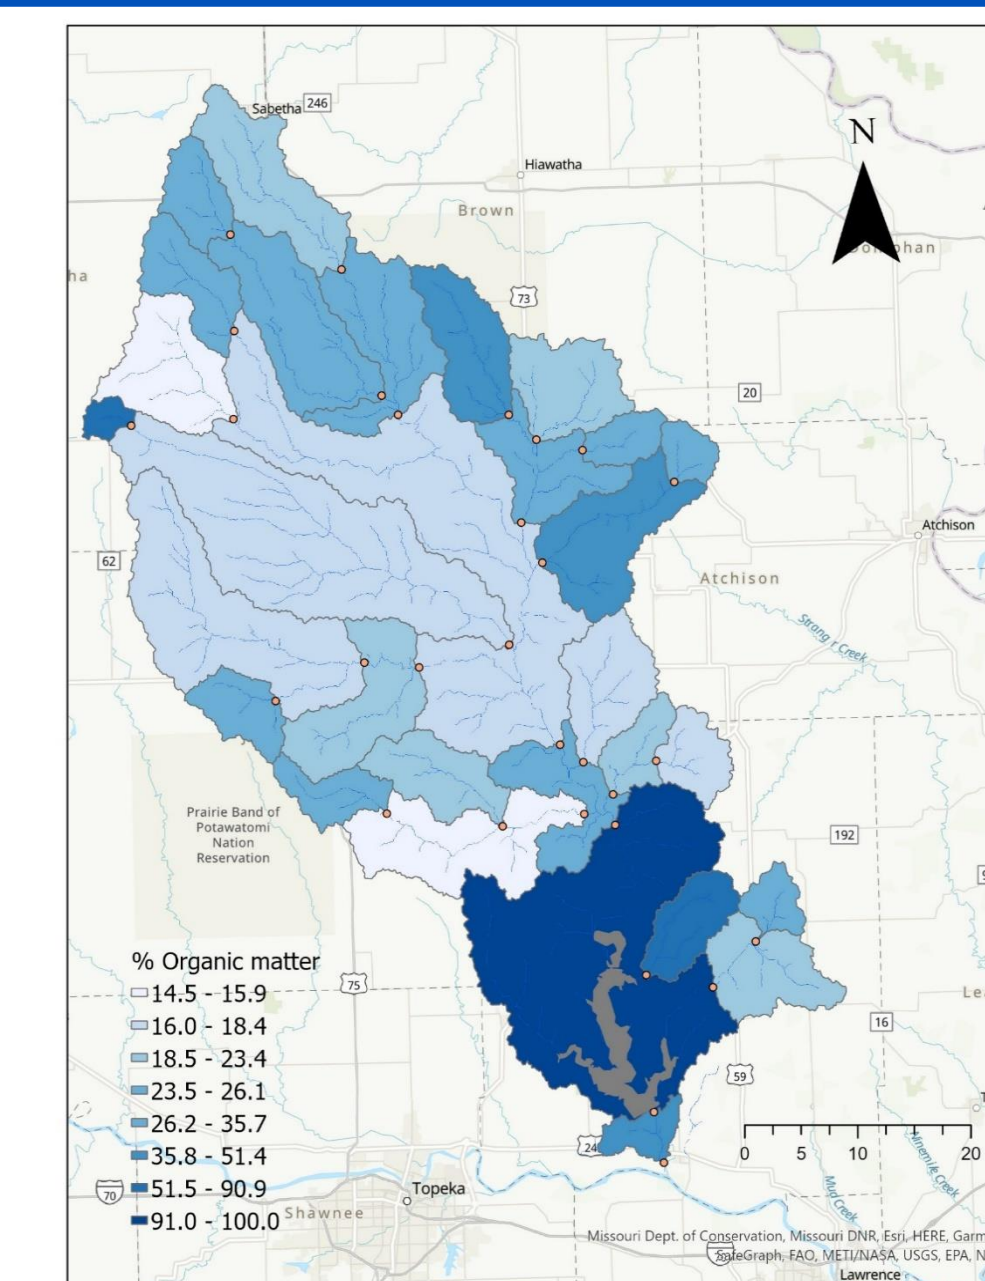 Sabetha 246
Hiawatha
N
Brown
ha
73
20
Atchison
62
Atchison
Creek
Prairie Band of
Potawatomi
Nation
Reservation
192
% Organic matter
14.5 - 15.9
75
16.0 - 18.4
16
18.5 - 23.4
59
23.5 - 26.1
26.2 - 35.7
24
35.8 - 51.4
0 5 10 20
51.5 - 90.9
70
Topeka
Mud Creek
Shawnee
91.0 - 100.0
Missouri Dept. of Conservation, Missouri DNR, Esri, HERE, Garm
SafeGraph, FAO, METI/NASA, USGS, EPA, N
Lawrence